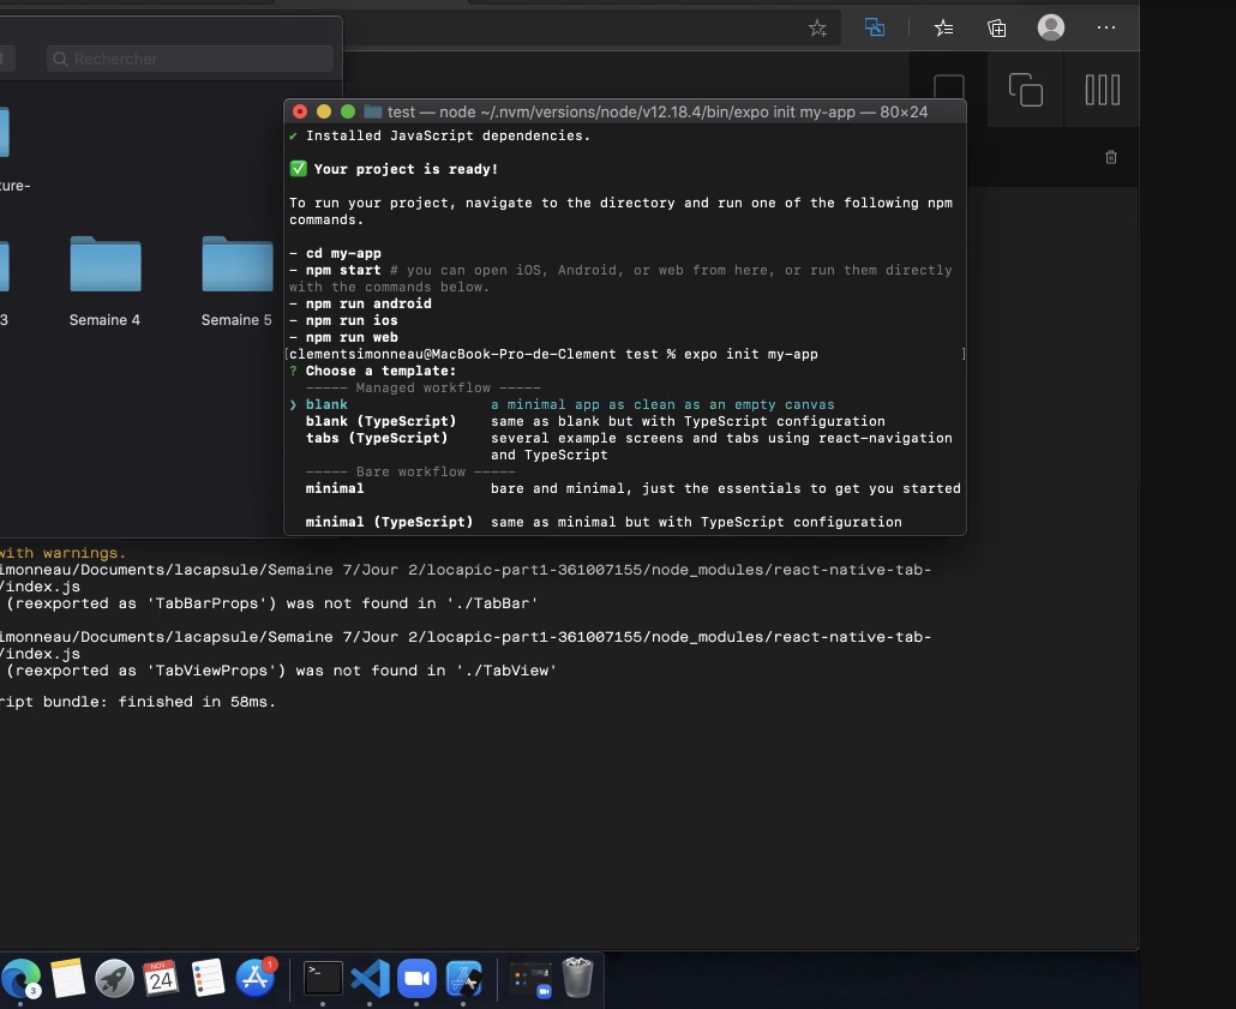 Rechercher
ture-
3
Semaine 4
Semaine 5
test — node ~/.nvm/versions/node/v12.18.4/bin/expo init my-app — 80×24
✔ Installed JavaScript dependencies.
✅ Your project is ready!
To run your project, navigate to the directory and run one of the following npm
commands.
- cd my-app
- npm start # you can open iOS, Android, or web from here, or run them directly
with the commands below.
- npm run android
- npm run ios
- npm run web
[clementsimonneau@MacBook-Pro-de-Clement test % expo init my-app ]
? Choose a template:
----- Managed workflow -----
❯ blank a minimal app as clean as an empty canvas
blank (TypeScript) same as blank but with TypeScript configuration
tabs (TypeScript) several example screens and tabs using react-navigation
and TypeScript
----- Bare workflow -----
minimal bare and minimal, just the essentials to get you started
minimal (TypeScript) same as minimal but with TypeScript configuration
with warnings.
imonneau/Documents/lacapsule/Semaine 7/Jour 2/locapic-part1-361007155/node_modules/react-native-tab-
/index.js
(reexported as 'TabBarProps') was not found in './TabBar'
imonneau/Documents/lacapsule/Semaine 7/Jour 2/locapic-part1-361007155/node_modules/react-native-tab-
/index.js
(reexported as 'TabViewProps') was not found in './TabView'
ript bundle: finished in 58ms.
3
NOV
24
1
>_